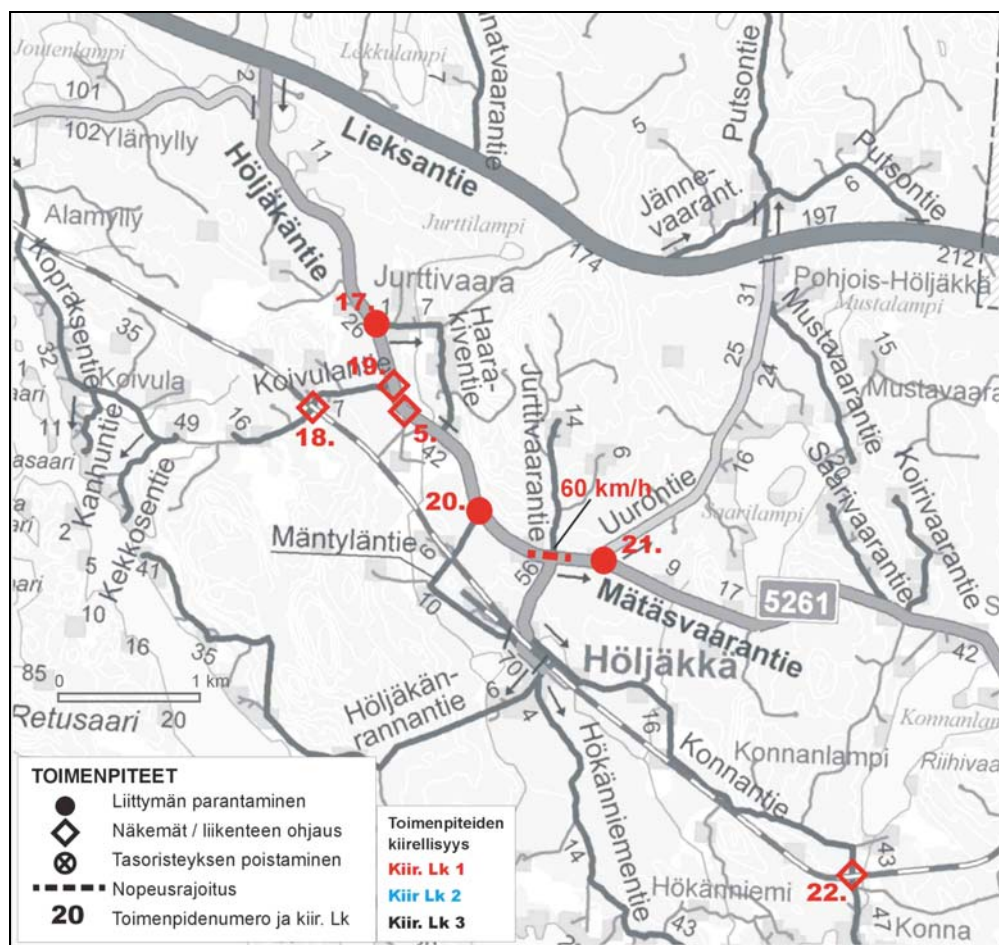 Joutenlampi
101
102
Ylämylly
2
11
Höljäkäntie
Lekkulampi
7
Lieksantie
Jurttilampi
174
5
Putsontie
Putsontie
6
Jänne-
vaarant.
197
212
Pohjois-Höljäkkä
Mustalampi
31
Mustavaarantie
15
Mustavaara
25
24
Alamylly
Kopraksentie
35
32
1
Koivula
11
49
16
Kanhuntie
Kekkosentie
2
5
10
41
16
35
85
Retusaari
0
1 km
20
17.
26
1
7
Jurttivaara
Haara-
kiventie
19.
Koivulantie
7
18.
5.
42
Jurttivaarantie
14
6
60 km/h
Uurontie
16
Saarilampi
Saarivaarantie
Koirivaarantie
20.
21.
56
9
17
5261
42
Mätäsvaarantie
Mäntyläntie
6
10
70
Höljäkkä
Höljäkän-
rannantie
6
4
16
Hökänniementie
Konnantie
Konnanlampi
14
43
Hökänniemi
22.
43
47
Konna
TOIMENPITEET
Liittymän parantaminen
Näkemät / liikenteen ohjaus
Tasoristeyksen poistaminen
Nopeusrajoitus
20 Toimenpidenumero ja kiir. Lk
Toimenpiteiden
kiirellisyys
Kiir. Lk 1
Kiir Lk 2
Kiir. Lk 3